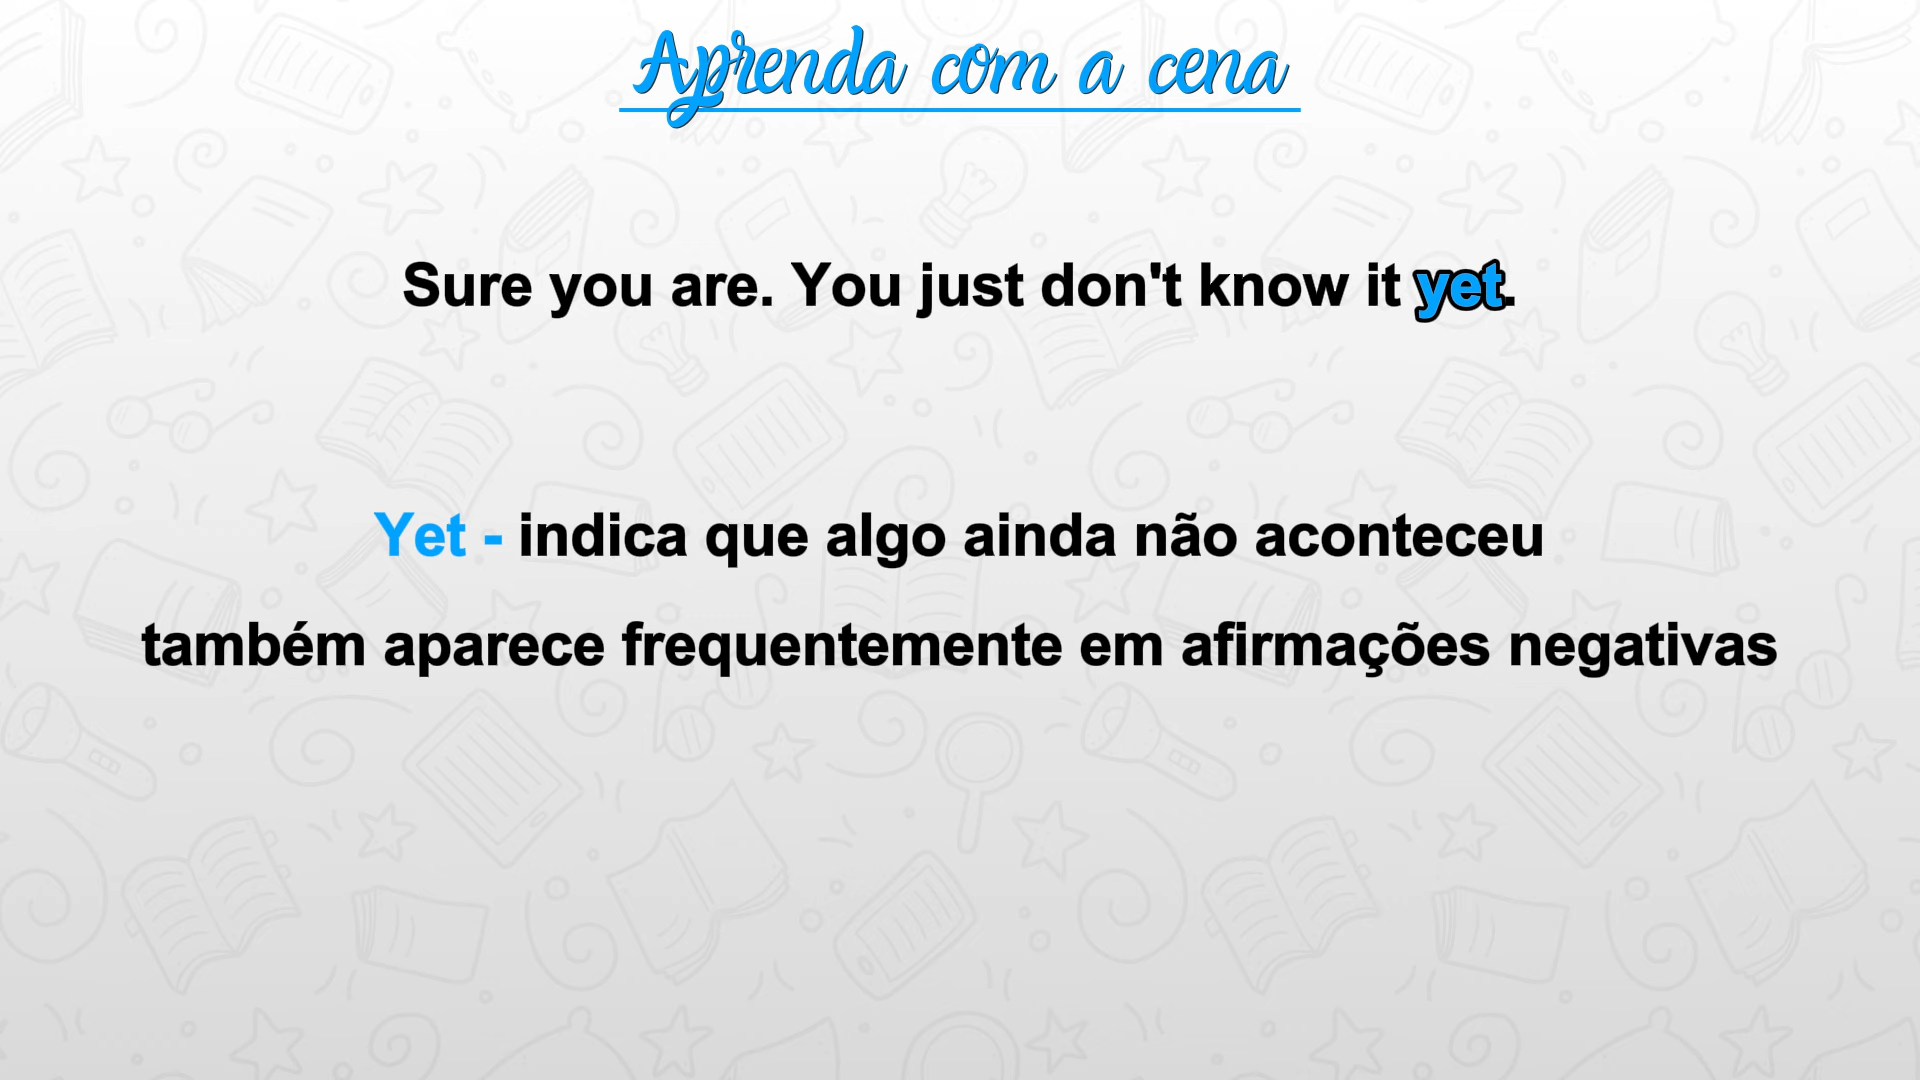 Aprenda com a cena
Sure you are. You just don't know it yet.
Yet - indica que algo ainda não aconteceu
também aparece frequentemente em afirmações negativas